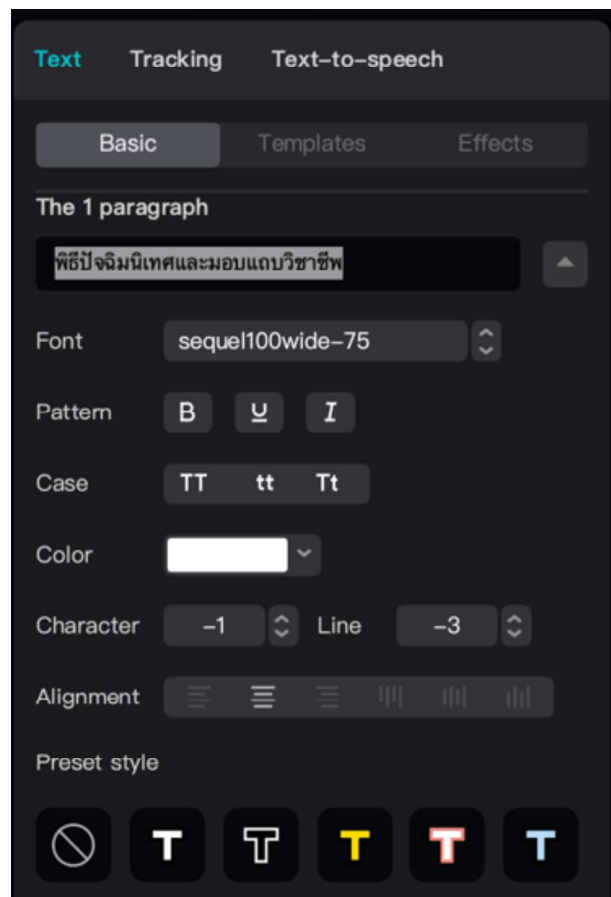 Text Tracking Text-to-speech
Basic Templates Effects
The 1 paragraph
พิธีปัจฉิมนิเทศและมอบแถบวิชาชีพ
Font sequel100wide-75
Pattern B U I
Case TT tt Tt
Color
Character -1 Line -3
Alignment
Preset style
T T T T T